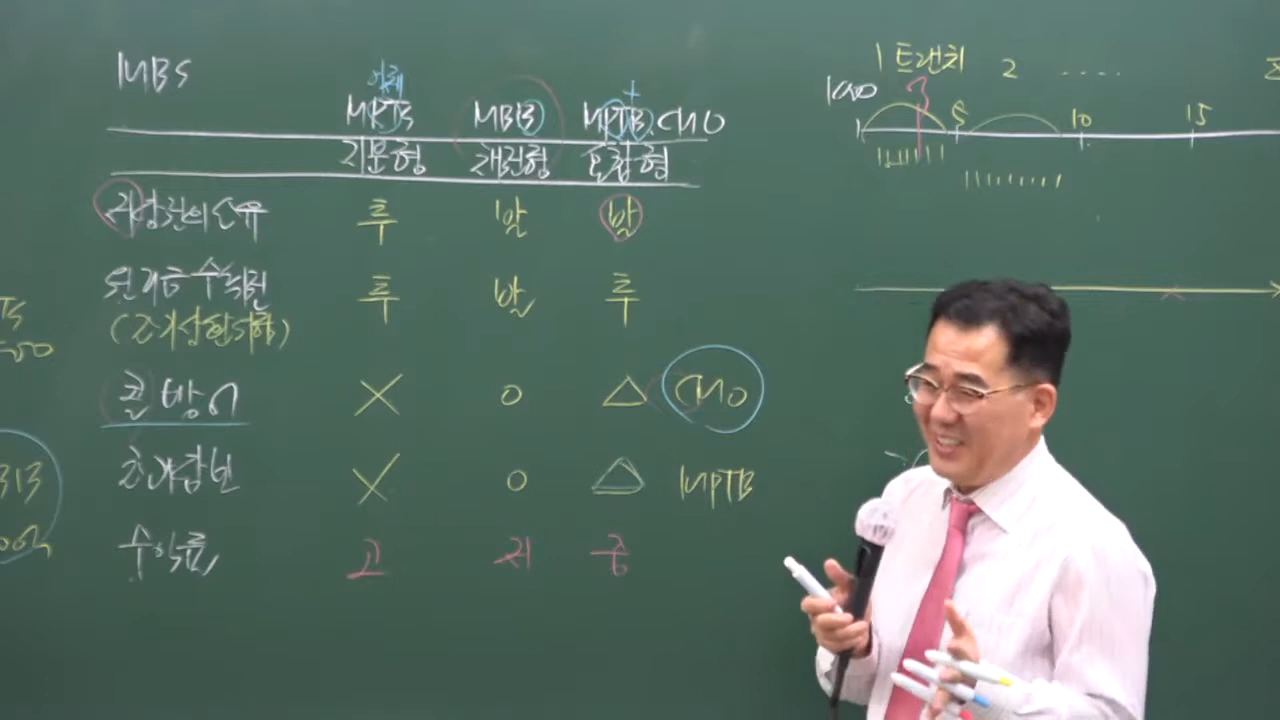 MBS
이체
MPTS MBB MPTB. CMO
지분형 채권형 혼합형
저당권의 소유 투 발 발
원리금 수취권 투 발 투
(조기상환위험)
콜 방어 X O △ CMO
초과담보 X O △ MPTB
수익률 고 저 중
1 트랜치 2 .....
5 10 15